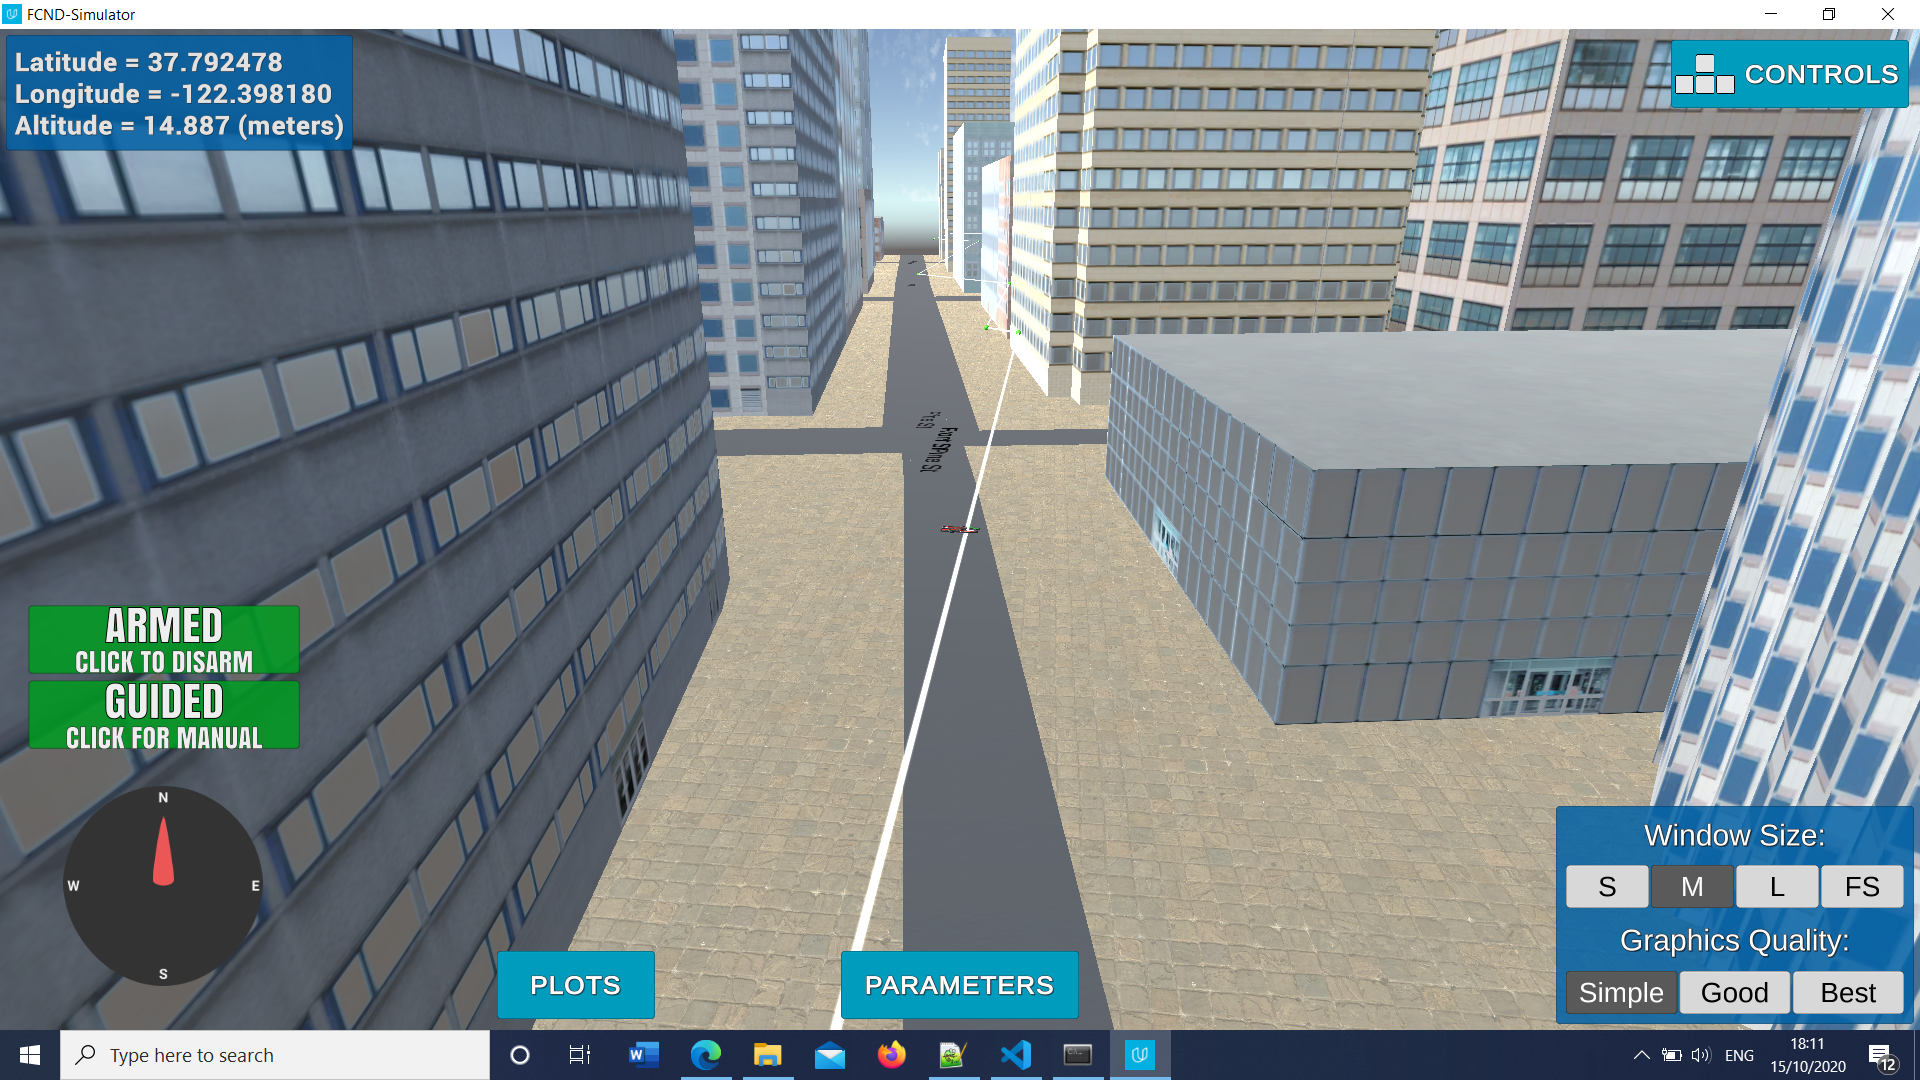 FCND-Simulator
Latitude = 37.792478
Longitude = -122.398180
Altitude = 14.887 (meters)
CONTROLS
ARMED
CLICK TO DISARM
GUIDED
CLICK FOR MANUAL
N
W
E
S
PLOTS
PARAMETERS
Window Size:
S
M
L
FS
Graphics Quality:
Simple
Good
Best
Type here to search
ENG
18:11
15/10/2020
12